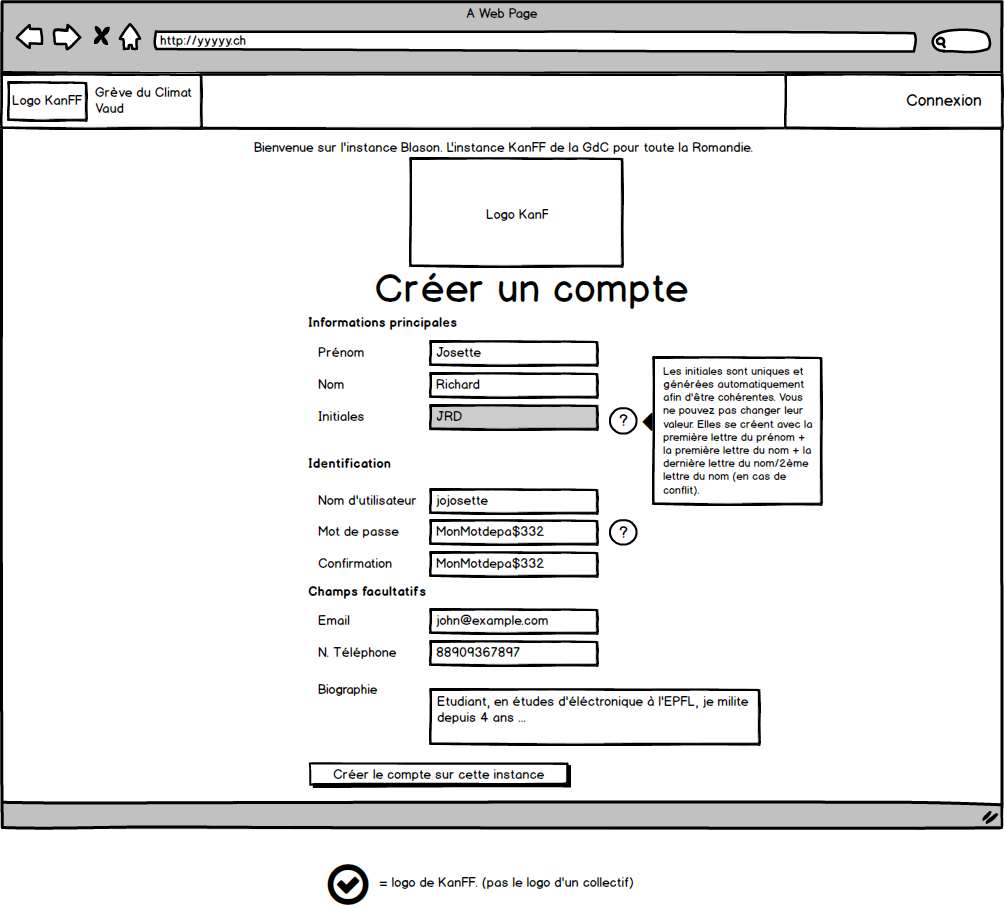 A Web Page
http://yyyyy.ch
Logo KanFF
Grève du Climat
Vaud
Connexion
Bienvenue sur l'instance Blason. L'instance KanFF de la GdC pour toute la Romandie.
Logo KanF
Créer un compte
Informations principales
Prénom
Josette
Nom
Richard
Initiales
JRD
?
Les initiales sont uniques et
générées automatiquement
afin d'être cohérentes. Vous
ne pouvez pas changer leur
valeur. Elles se créent avec la
première lettre du prénom +
la première lettre du nom + la
dernière lettre du nom/2ème
lettre du nom (en cas de
conflit).
Identification
Nom d'utilisateur
jojosette
Mot de passe
MonMotdepa$332
?
Confirmation
MonMotdepa$332
Champs facultatifs
Email
john@example.com
N. Téléphone
88909367897
Biographie
Etudiant, en études d'éléctronique à l'EPFL, je milite
depuis 4 ans ...
Créer le compte sur cette instance
= logo de KanFF. (pas le logo d'un collectif)